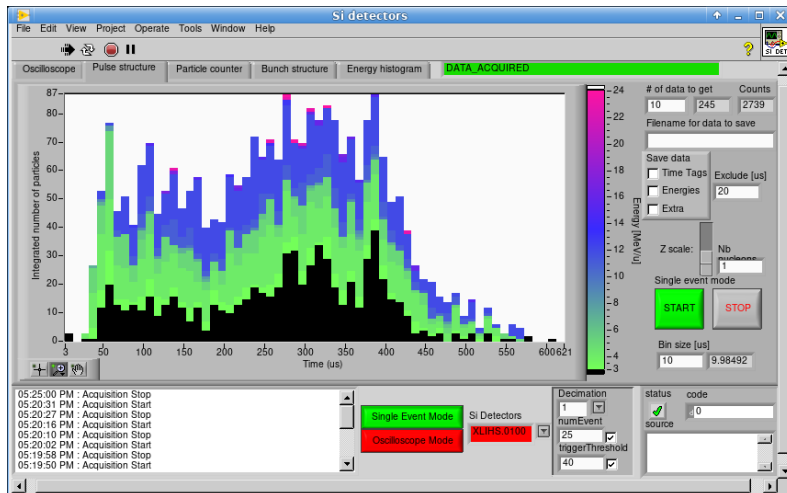 Si detectors
File Edit View Project Operate Tools Window Help
SI DET
Oscilloscope Pulse structure Particle counter Bunch structure Energy histogram DATA_ACQUIRED
# of data to get Counts
10 245 2739
Filename for data to save
Save data
Time Tags
Energies
Extra
Exclude [us]
20
Z scale:
Nb nucleons
1
Single event mode
START STOP
Bin size [us]
10 9.98492
Integrated number of particles
87
80
70
60
50
40
30
20
10
0
3 50 100 150 200 250 300 350 400 450 500 550 600 621
Time (us)
24
22
20
18
16
14
12
10
8
6
4
3
Energy [MeV/u]
05:25:00 PM : Acquisition Stop
05:20:31 PM : Acquisition Start
05:20:27 PM : Acquisition Stop
05:20:16 PM : Acquisition Start
05:20:10 PM : Acquisition Stop
05:20:02 PM : Acquisition Start
05:19:58 PM : Acquisition Stop
05:19:50 PM : Acquisition Start
Single Event Mode
Oscilloscope Mode
Si Detectors
XLIHS.0100
Decimation
1
numEvent
25
triggerThreshold
40
status code
d 0
source